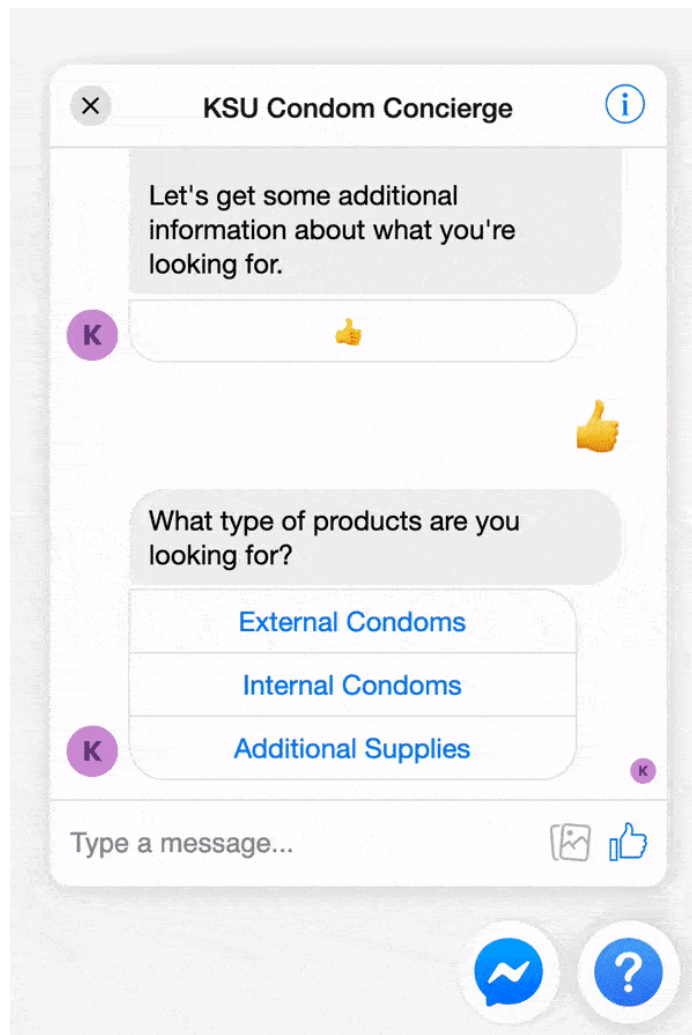 KSU Condom Concierge
i
Let's get some additional
information about what you're
looking for.
K
What type of products are you
looking for?
External Condoms
Internal Condoms
Additional Supplies
K
K
Type a message...
?